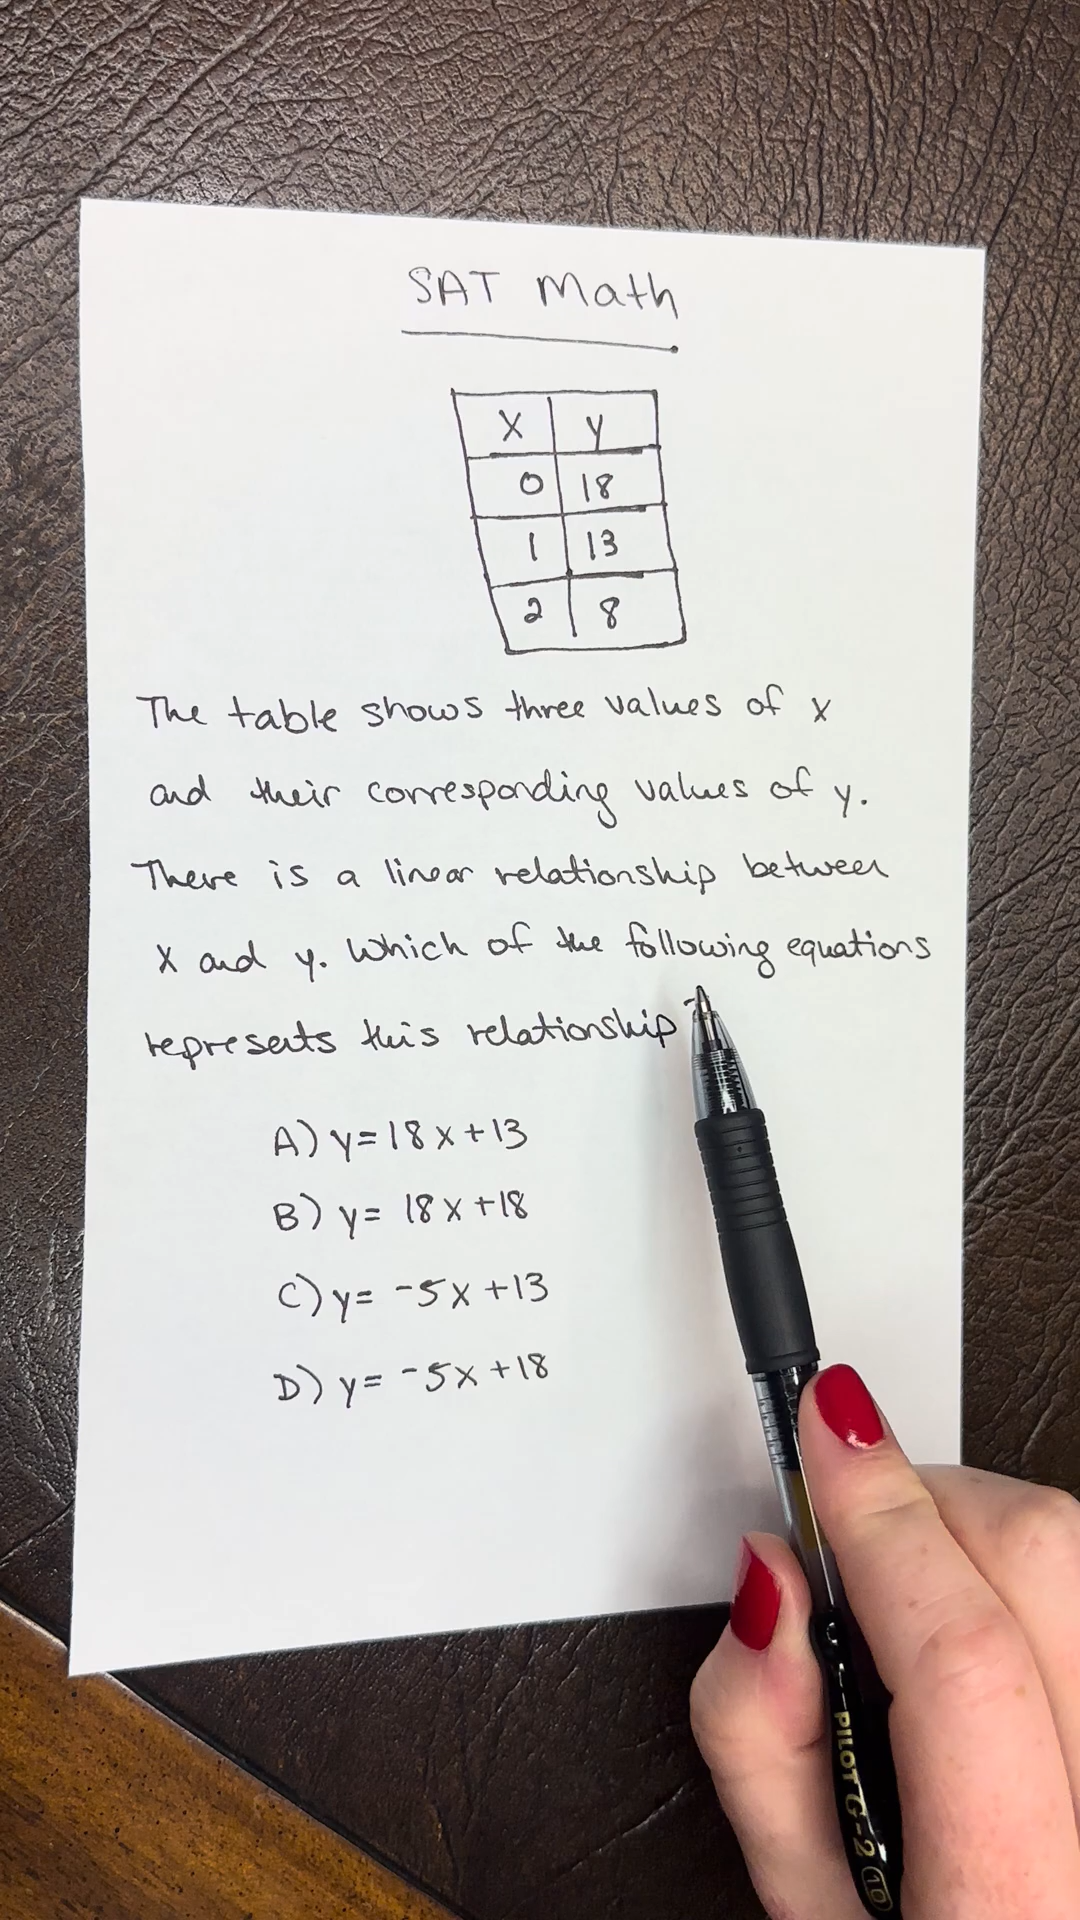 SAT Math
X y
0 18
1 13
2 8
The table shows three values of x
and their corresponding values of y.
There is a linear relationship between
x and y. Which of the following equations
represents this relationship
A) y=18x+13
B) y= 18x+18
C) y= -5x+13
D) y= -5x+18
PILOT G-2 10